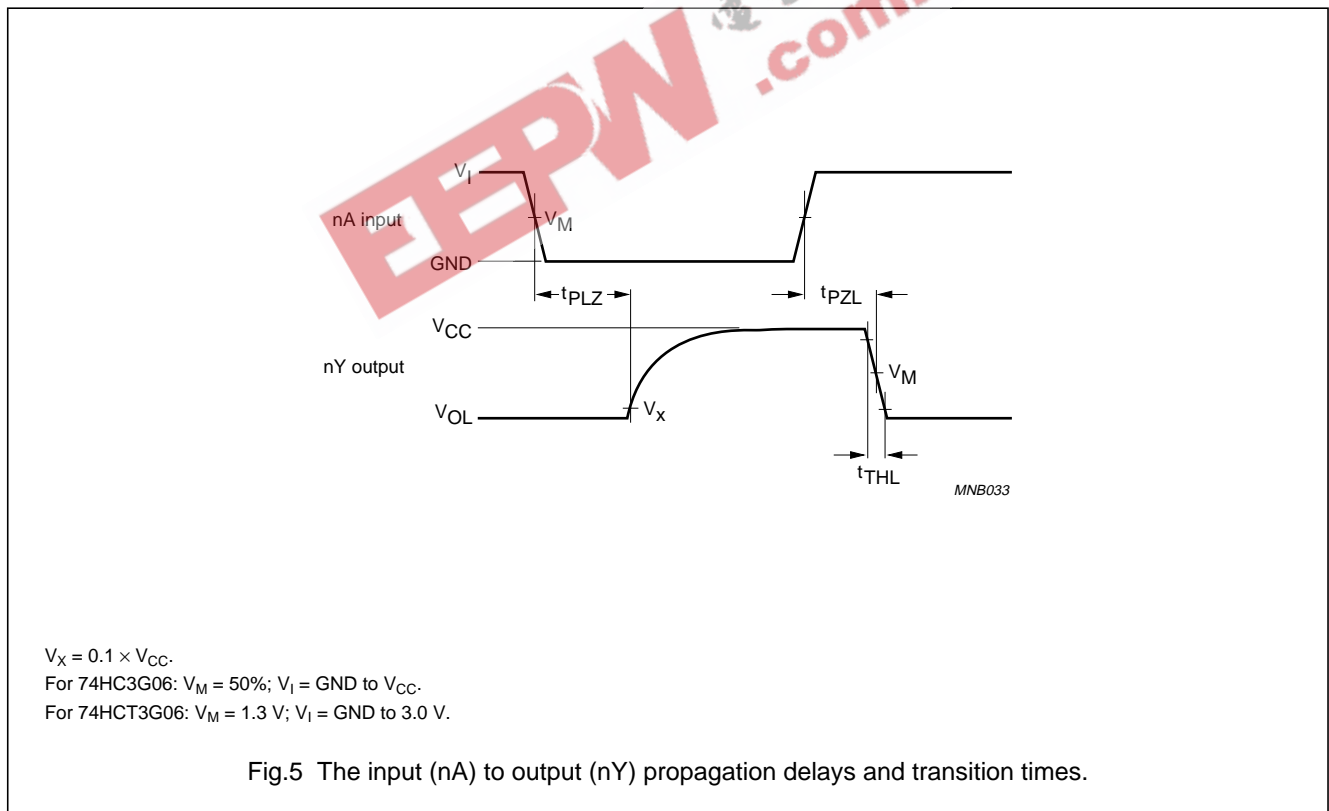 EEPW
.com
V_I
nA input
V_M
GND
t_PLZ
t_PZL
V_CC
nY output
V_M
V_OL
V_x
t_THL
MNB033
V_X = 0.1 × V_CC.
For 74HC3G06: V_M = 50%; V_I = GND to V_CC.
For 74HCT3G06: V_M = 1.3 V; V_I = GND to 3.0 V.
Fig.5 The input (nA) to output (nY) propagation delays and transition times.